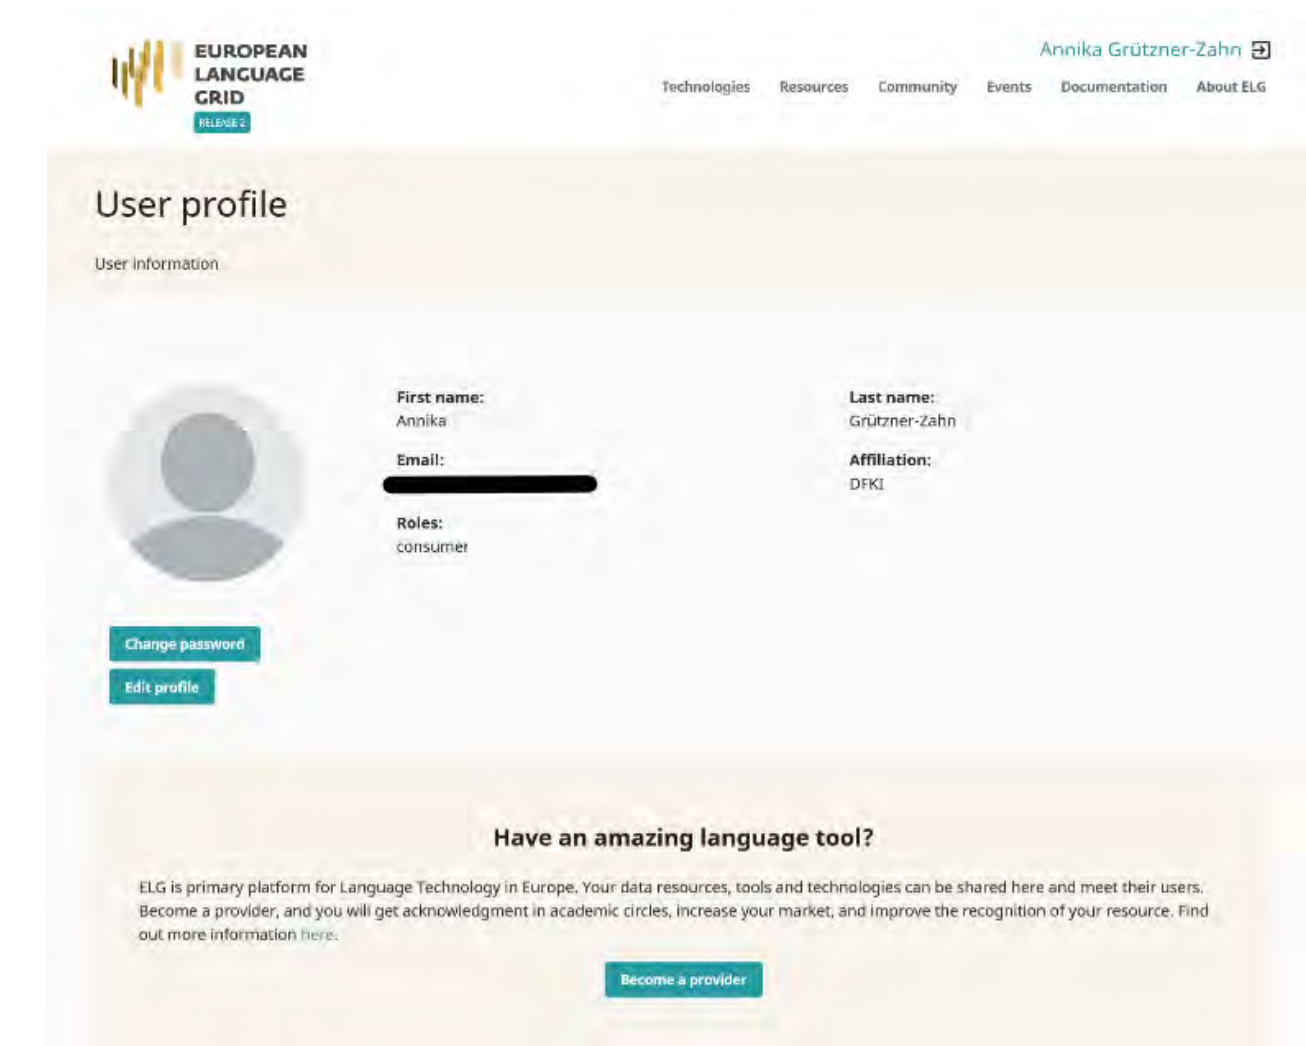 EUROPEAN
LANGUAGE
GRID
RELEASE 2
Annika Grützner-Zahn
Technologies Resources Community Events Documentation About ELG
User profile
User information
First name:
Annika
Last name:
Grützner-Zahn
Email:
Affiliation:
DFKI
Roles:
consumer
Change password
Edit profile
Have an amazing language tool?
ELG is primary platform for Language Technology in Europe. Your data resources, tools and technologies can be shared here and meet their users.
Become a provider, and you will get acknowledgment in academic circles, increase your market, and improve the recognition of your resource. Find
out more information here.
Become a provider